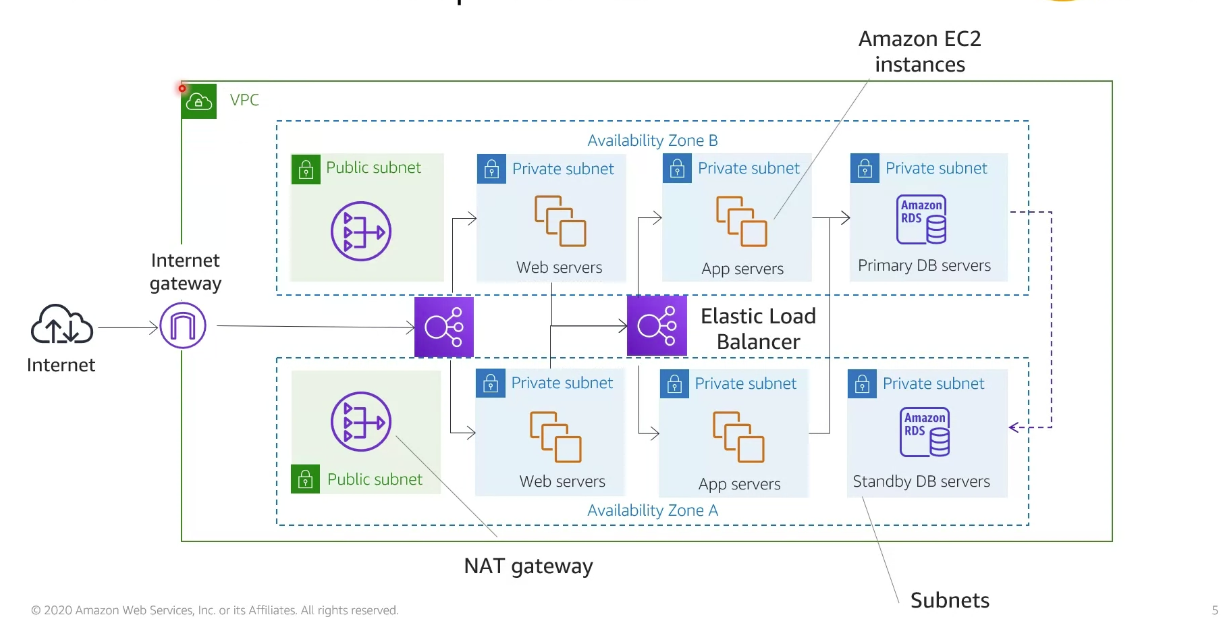 Amazon EC2
instances
VPC
Availability Zone B
Public subnet
Private subnet
Private subnet
Private subnet
Amazon
RDS
Web servers
App servers
Primary DB servers
Internet
gateway
Internet
Elastic Load
Balancer
Private subnet
Private subnet
Private subnet
Amazon
RDS
Public subnet
Web servers
App servers
Standby DB servers
Availability Zone A
NAT gateway
Subnets
© 2020 Amazon Web Services, Inc. or its Affiliates. All rights reserved.
5